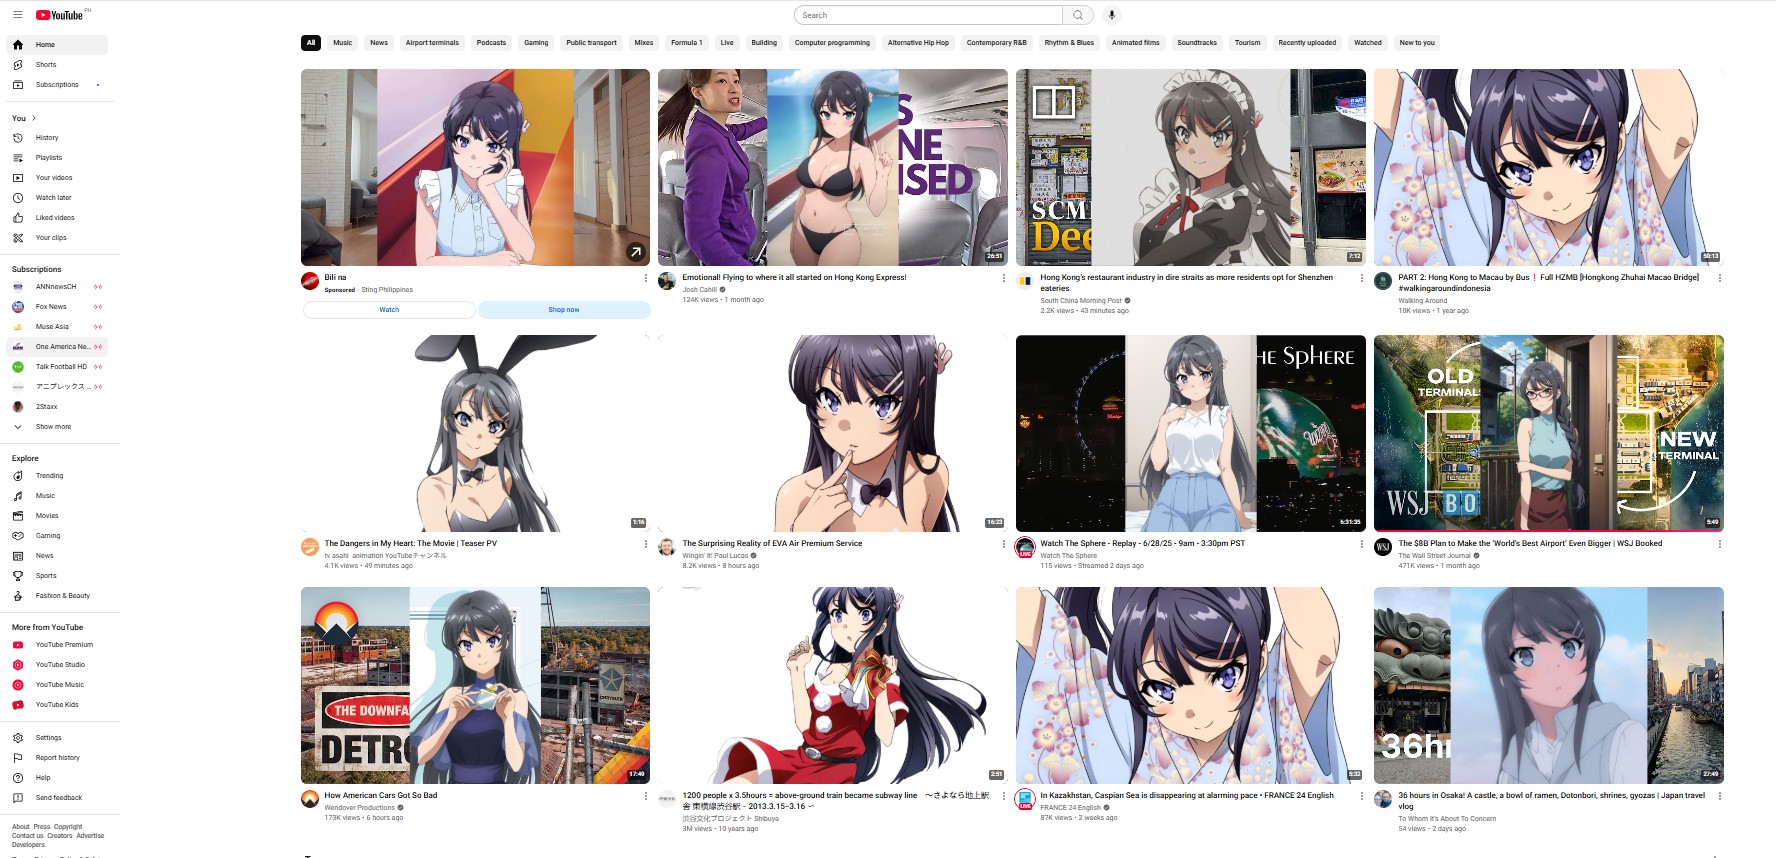 YouTube PH
Search
Home
Shorts
Subscriptions
You
History
Playlists
Your videos
Watch later
Liked videos
Your clips
Subscriptions
ANNnewsCH
Fox News
Muse Asia
One America Ne...
Talk Football HD
アニプレックス ...
2Staxx
Show more
Explore
Trending
Music
Movies
Gaming
News
Sports
Fashion & Beauty
More from YouTube
YouTube Premium
YouTube Studio
YouTube Music
YouTube Kids
Settings
Report history
Help
Send feedback
About Press Copyright
Contact us Creators Advertise
Developers
All Music News Airport terminals Podcasts Gaming Public transport Mixes Formula 1 Live Building Computer programming Alternative Hip Hop Contemporary R&B Rhythm & Blues Animated films Soundtracks Tourism Recently uploaded Watched New to you
Bili na
Sponsored · Sting Philippines
Watch
Shop now
S
NE
ISED
26:51
Emotional! Flying to where it all started on Hong Kong Express!
Josh Cahill
124K views • 1 month ago
SCM
Dee
7:12
Hong Kong's restaurant industry in dire straits as more residents opt for Shenzhen
eateries
South China Morning Post
2.2K views • 43 minutes ago
50:13
PART 2: Hong Kong to Macau by Bus❗ Full HZMB [Hongkong Zhuhai Macao Bridge]
#walkingaroundindonesia
Walking Around
10K views • 1 year ago
1:16
The Dangers in My Heart: The Movie | Teaser PV
tv asahi animation YouTubeチャンネル
4.1K views • 49 minutes ago
16:23
The Surprising Reality of EVA Air Premium Service
Wingin' It! Paul Lucas
8.2K views • 8 hours ago
HE SPHERE
6:31:35
LIVE
Watch The Sphere - Replay - 6/28/25 - 9am - 3:30pm PST
Watch The Sphere
115 views • Streamed 2 days ago
OLD
TERMINAL
NEW
TERMINAL
WSJ BO
5:49
WSJ
The $8B Plan to Make the 'World's Best Airport' Even Bigger | WSJ Booked
The Wall Street Journal
471K views • 1 month ago
THE DOWNFA
DETRO
CHRYSLER
17:49
How American Cars Got So Bad
Wendover Productions
173K views • 6 hours ago
2:51
1200 people x 3.5hours = above-ground train became subway line　〜さよなら地上駅
舎 東横線渋谷駅 - 2013.3.15–3.16 〜
渋谷文化プロジェクト Shibuya
3M views • 10 years ago
5:32
LIVE
In Kazakhstan, Caspian Sea is disappearing at alarming pace • FRANCE 24 English
FRANCE 24 English
87K views • 2 weeks ago
36h
27:49
36 hours in Osaka! A castle, a bowl of ramen, Dotonbori, shrines, gyozas | Japan travel
vlog
To Whom It's About To Concern
54 views • 2 days ago